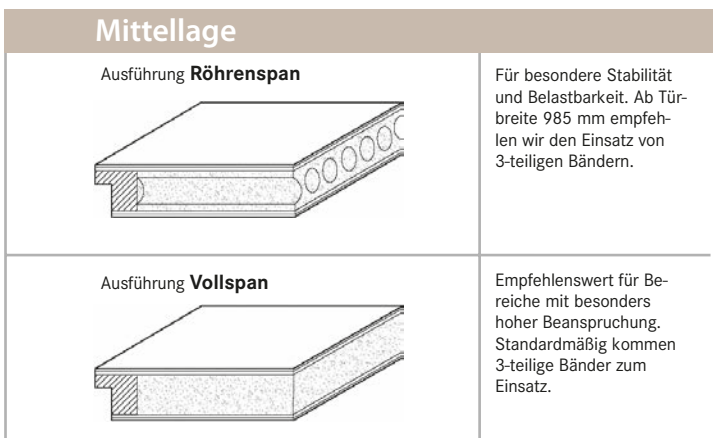 Mittellage
Ausführung Röhrenspan
Für besondere Stabilität
und Belastbarkeit. Ab Tür-
breite 985 mm empfeh-
len wir den Einsatz von
3-teiligen Bändern.
Ausführung Vollspan
Empfehlenswert für Be-
reiche mit besonders
hoher Beanspruchung.
Standardmäßig kommen
3-teilige Bänder zum
Einsatz.